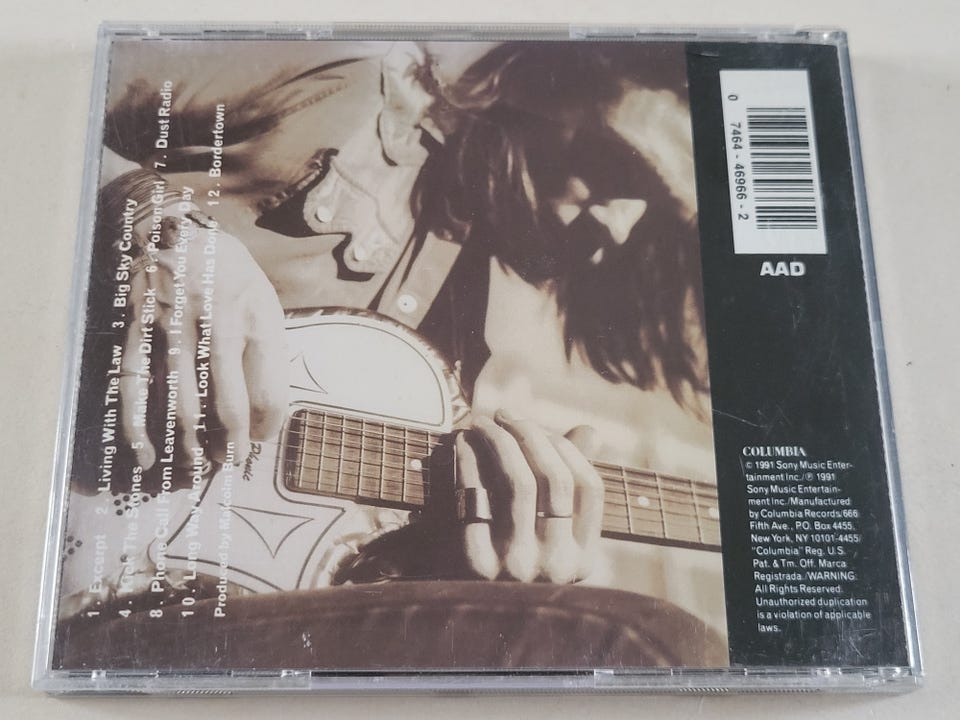 1. Excerpt 2. Living With The Law 3. Big Sky Country
4. Kick The Stones 5 Make The Dirt Stick 6. Poison Girl 7. Dust Radio
8. Phone Call From Leavenworth 9. I Forget You Every Day
10. Long Way Around 11. Look What Love Has Done 12. Bordertown
Produced by Malcolm Burn
0 7464-46966-2
AAD
COLUMBIA
© 1991 Sony Music Enter-
tainment Inc./℗ 1991
Sony Music Entertain-
ment Inc./Manufactured
by Columbia Records/666
Fifth Ave., P.O. Box 4455,
New York, NY 10101-4455/
"Columbia" Reg. U.S.
Pat. & Tm. Off. Marca
Registrada./WARNING:
All Rights Reserved.
Unauthorized duplication
is a violation of applicable
laws.